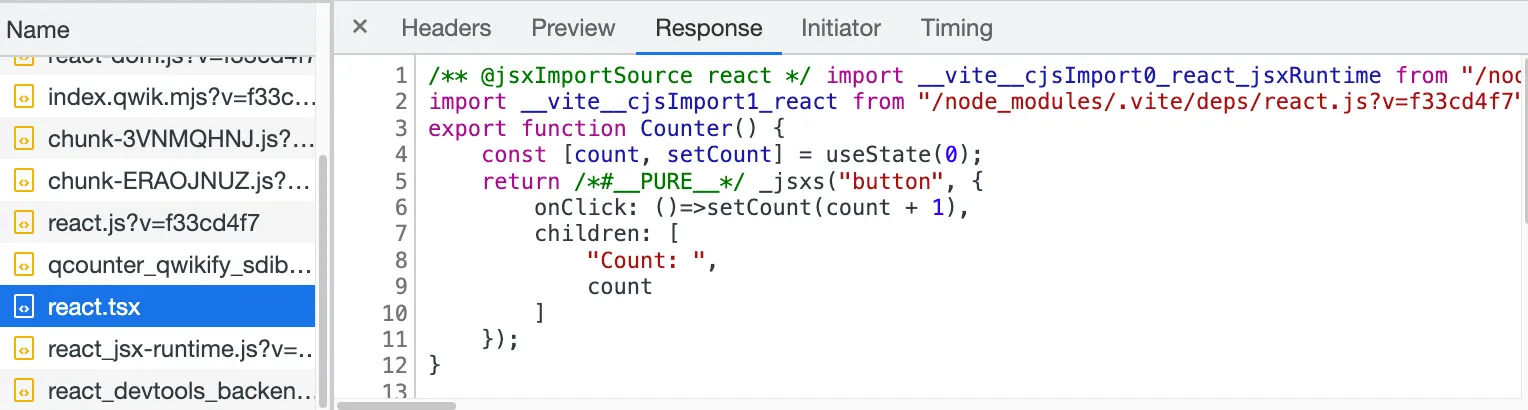 Name
react-dom.js?v=f33cd4f7
index.qwik.mjs?v=f33c...
chunk-3VNMQHNJ.js?...
chunk-ERAOJNUZ.js?...
react.js?v=f33cd4f7
qcounter_qwikify_sdib...
react.tsx
react_jsx-runtime.js?v=...
react_devtools_backen...
× Headers Preview Response Initiator Timing
1 /** @jsxImportSource react */ import __vite__cjsImport0_react_jsxRuntime from "/nod
2 import __vite__cjsImport1_react from "/node_modules/.vite/deps/react.js?v=f33cd4f7"
3 export function Counter() {
4 const [count, setCount] = useState(0);
5 return /*#__PURE__*/ _jsxs("button", {
6 onClick: ()=>setCount(count + 1),
7 children: [
8 "Count: ",
9 count
10 ]
11 });
12 }
13